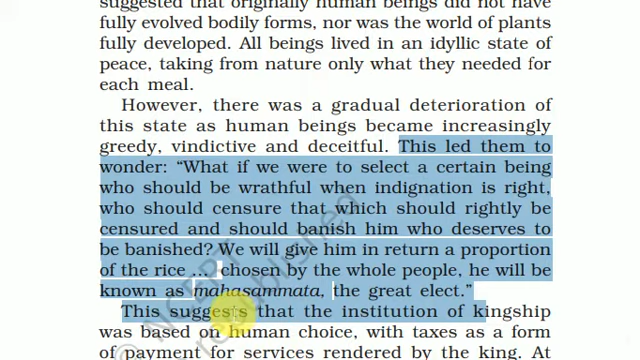 suggested that originally human beings did not have
fully evolved bodily forms, nor was the world of plants
fully developed. All beings lived in an idyllic state of
peace, taking from nature only what they needed for
each meal.
However, there was a gradual deterioration of
this state as human beings became increasingly
greedy, vindictive and deceitful. This led them to
wonder: “What if we were to select a certain being
who should be wrathful when indignation is right,
who should censure that which should rightly be
censured and should banish him who deserves to
be banished? We will give him in return a proportion
of the rice ... chosen by the whole people, he will be
known as mahasammata, the great elect.”
This suggests that the institution of kingship
was based on human choice, with taxes as a form
of payment for services rendered by the king. At
© NCERT
republished